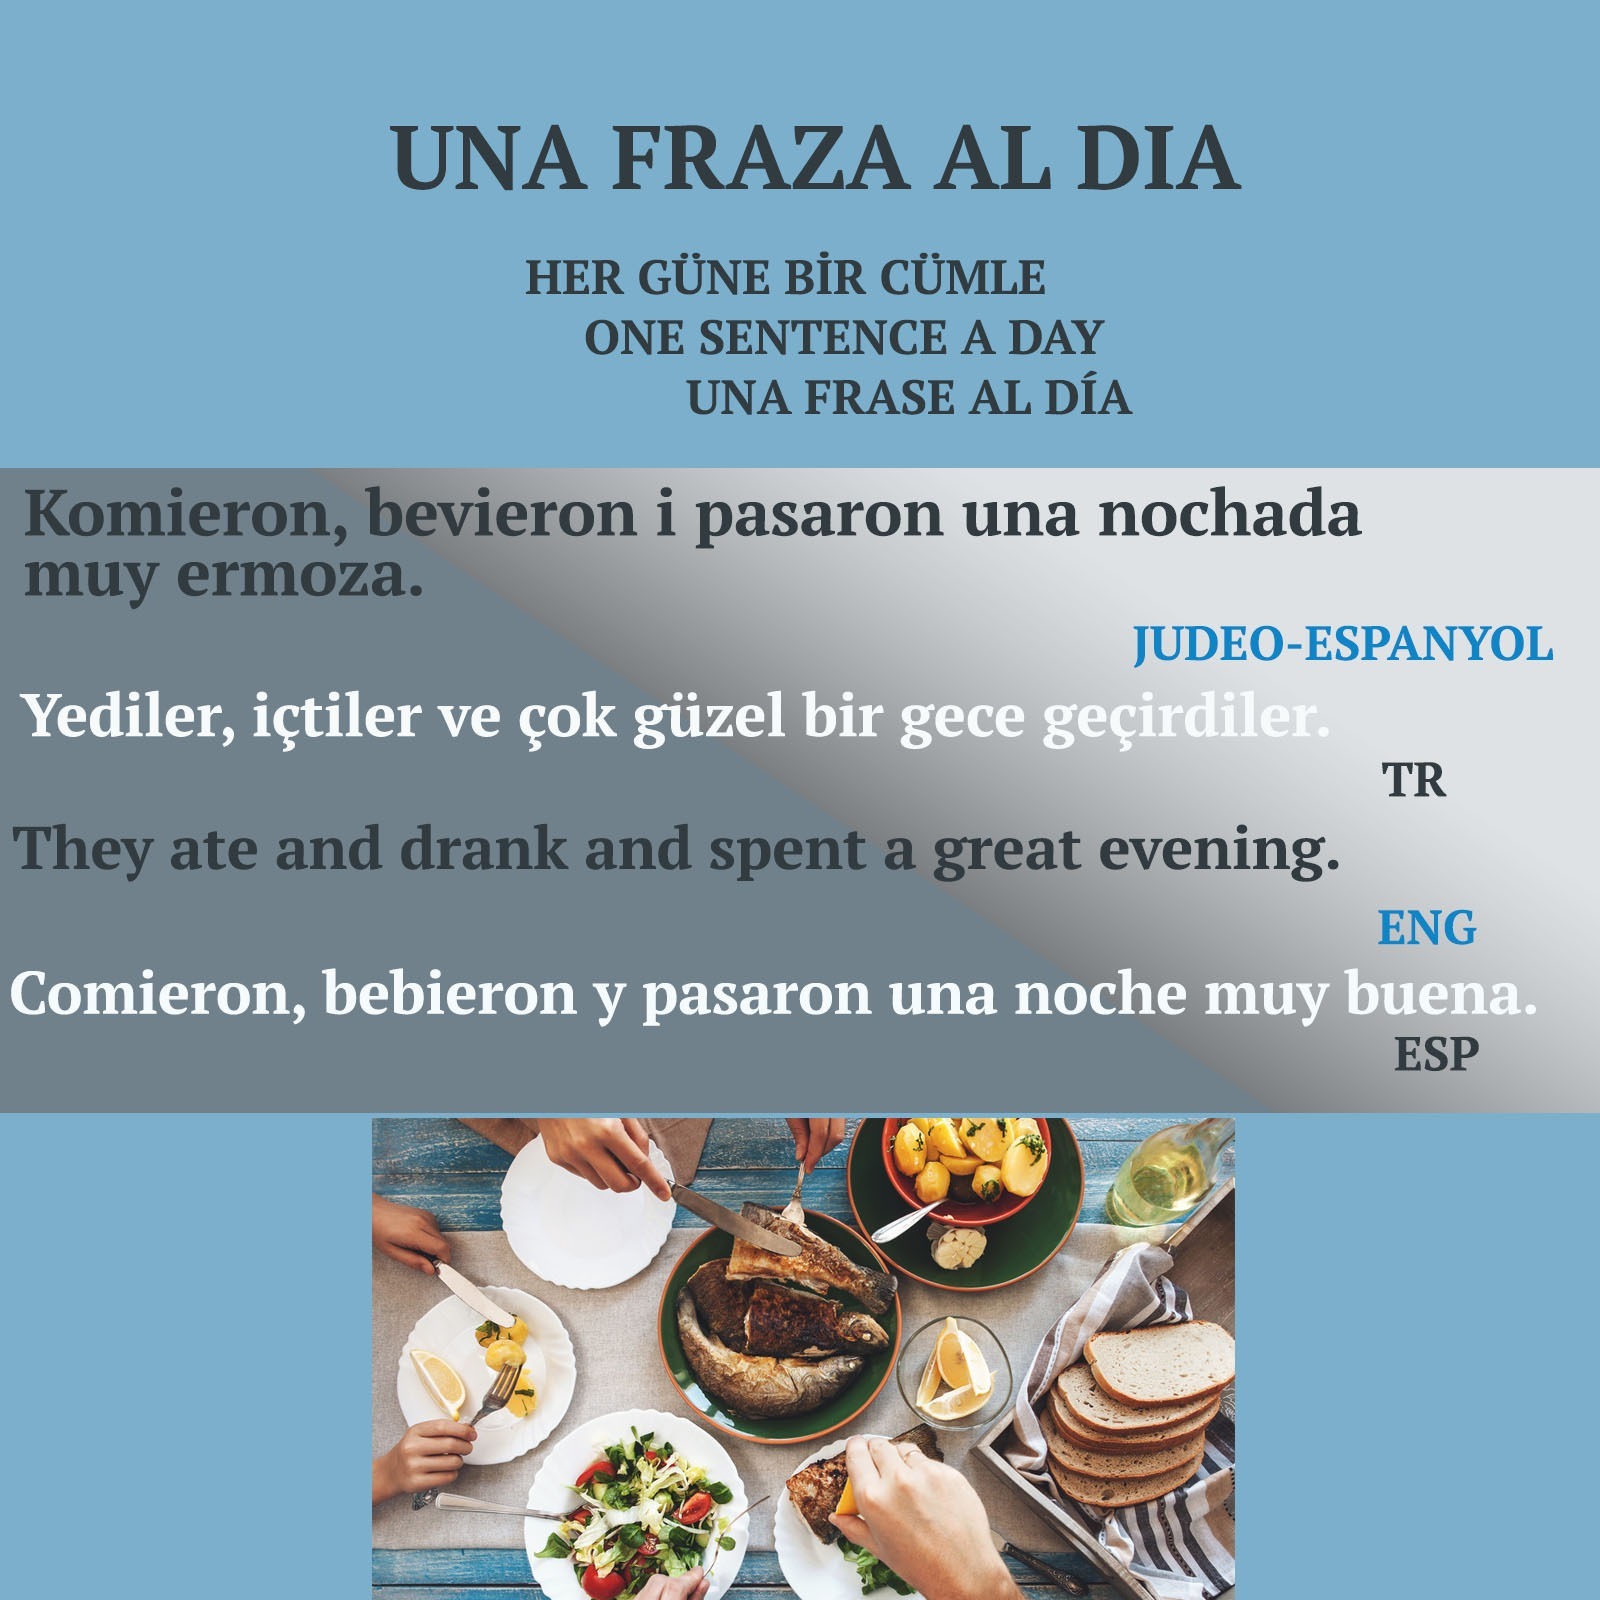 UNA FRAZA AL DIA
HER GÜNE BİR CÜMLE
ONE SENTENCE A DAY
UNA FRASE AL DÍA
Komieron, bevieron i pasaron una nochada
muy ermoza.
JUDEO-ESPANYOL
Yediler, içtiler ve çok güzel bir gece geçirdiler.
TR
They ate and drank and spent a great evening.
ENG
Comieron, bebieron y pasaron una noche muy buena.
ESP